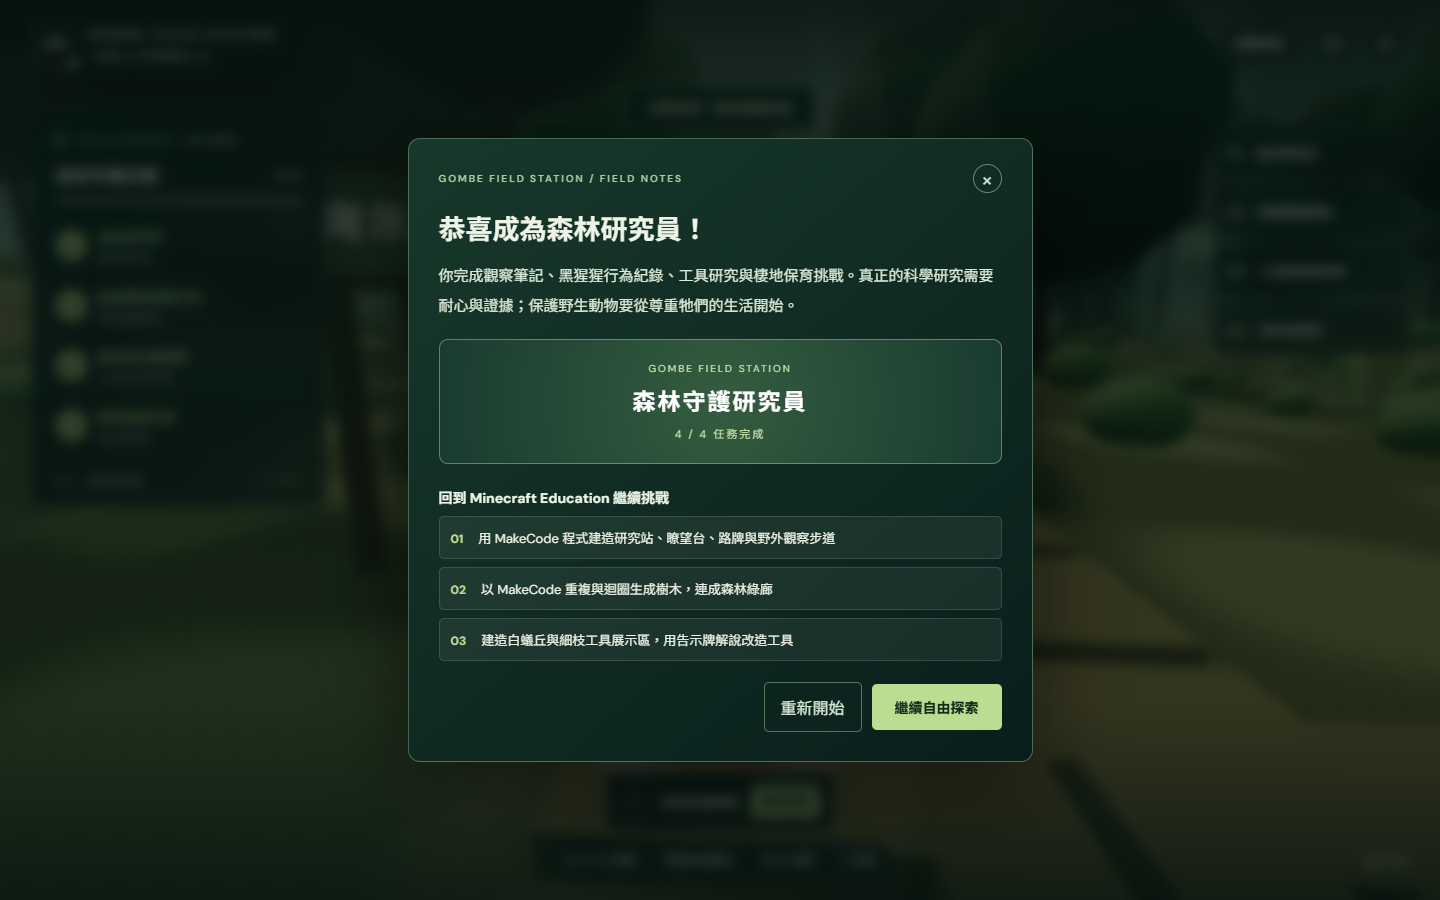 GOMBE FIELD STATION / FIELD NOTES
×
恭喜成為森林研究員！
你完成觀察筆記、黑猩猩行為紀錄、工具研究與棲地保育挑戰。真正的科學研究需要
耐心與證據；保護野生動物要從尊重牠們的生活開始。
GOMBE FIELD STATION
森林守護研究員
4 / 4 任務完成
回到 Minecraft Education 繼續挑戰
01 用 MakeCode 程式建造研究站、瞭望台、路牌與野外觀察步道
02 以 MakeCode 重複與迴圈生成樹木，連成森林綠廊
03 建造白蟻丘與細枝工具展示區，用告示牌解說改造工具
重新開始
繼續自由探索